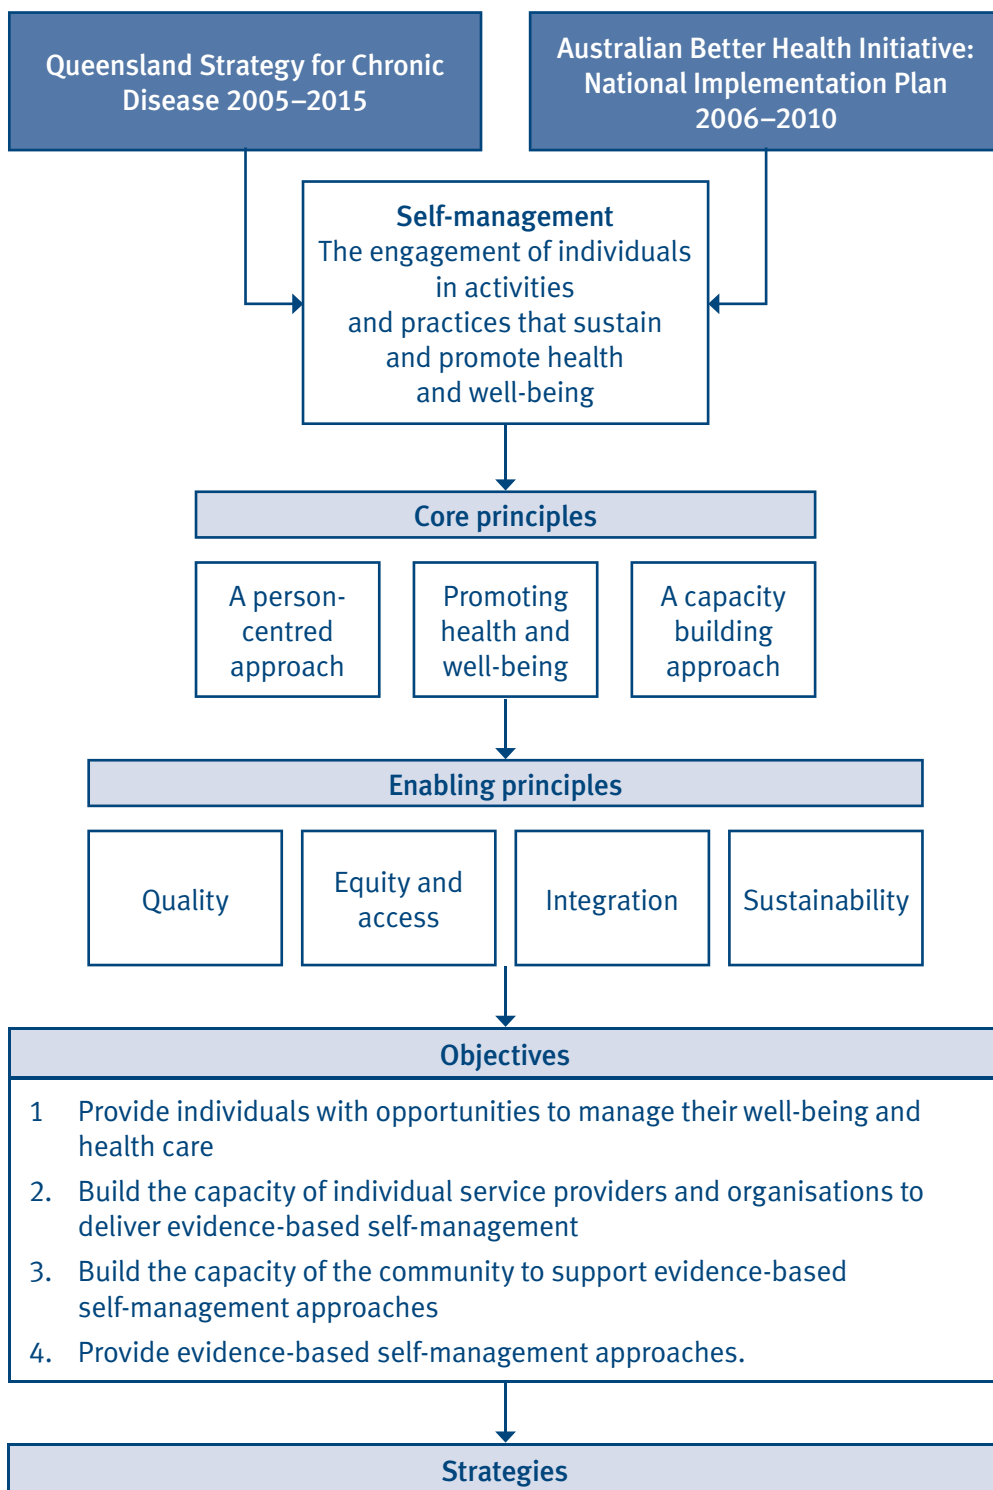 Queensland Strategy for Chronic
Disease 2005–2015
Australian Better Health Initiative:
National Implementation Plan
2006–2010
Self-management
The engagement of individuals
in activities
and practices that sustain
and promote health
and well-being
Core principles
A person-
centred
approach
Promoting
health and
well-being
A capacity
building
approach
Enabling principles
Quality
Equity and
access
Integration
Sustainability
Objectives
1 Provide individuals with opportunities to manage their well-being and
health care
2. Build the capacity of individual service providers and organisations to
deliver evidence-based self-management
3. Build the capacity of the community to support evidence-based
self-management approaches
4. Provide evidence-based self-management approaches.
Strategies